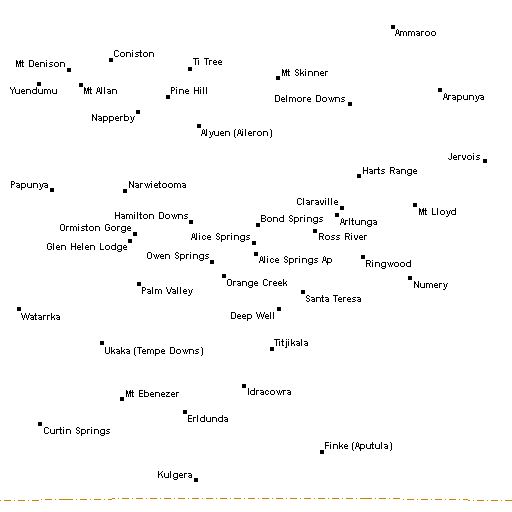 Ammaroo
Coniston
Mt Denison
Ti Tree
Mt Skinner
Yuendumu
Mt Allan
Pine Hill
Delmore Downs
Arapunya
Napperby
Alyuen (Aileron)
Jervois
Harts Range
Papunya
Narwietooma
Claraville
Mt Lloyd
Hamilton Downs
Bond Springs
Arltunga
Ormiston Gorge
Alice Springs
Ross River
Glen Helen Lodge
Owen Springs
Alice Springs Ap
Ringwood
Orange Creek
Numery
Palm Valley
Santa Teresa
Watarrka
Deep Well
Titjikala
Ukaka (Tempe Downs)
Mt Ebenezer
Idracowra
Erldunda
Curtin Springs
Finke (Aputula)
Kulgera